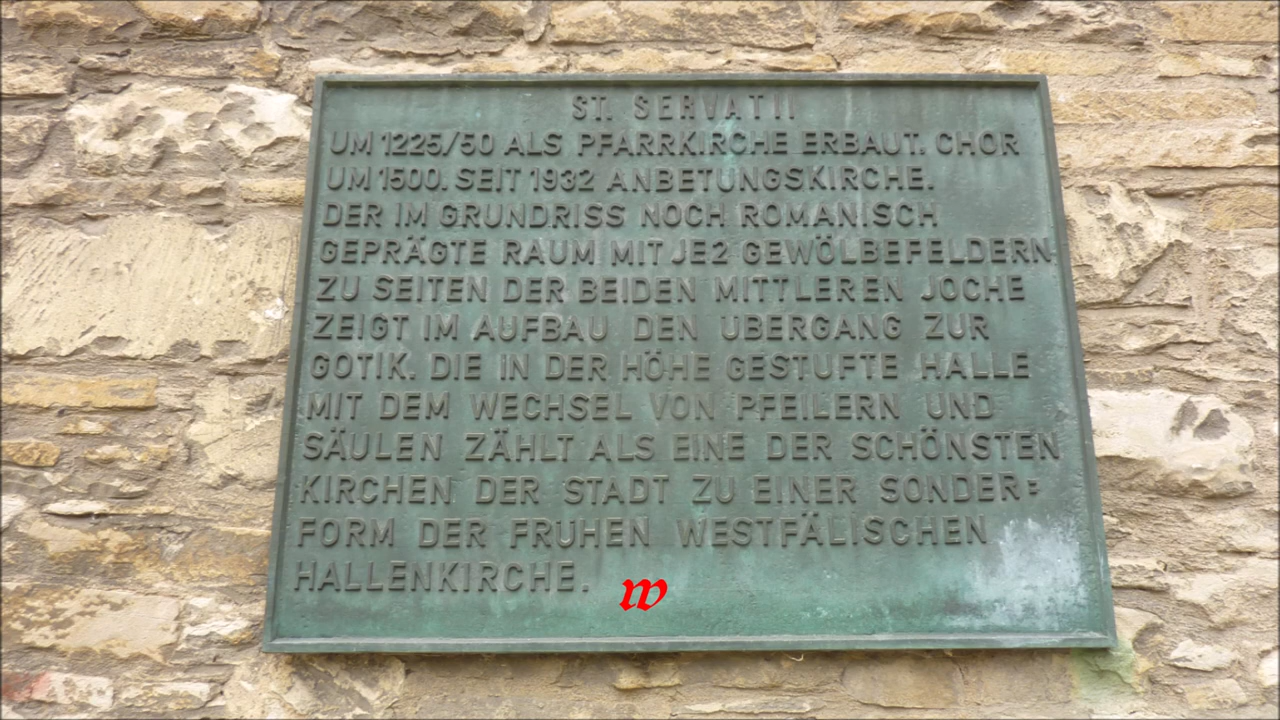 ST. SERVATII
UM 1225/50 ALS PFARRKIRCHE ERBAUT. CHOR
UM 1500. SEIT 1932 ANBETUNGSKIRCHE.
DER IM GRUNDRISS NOCH ROMANISCH
GEPRÄGTE RAUM MIT JE 2 GEWÖLBEFELDERN
ZU SEITEN DER BEIDEN MITTLEREN JOCHE
ZEIGT IM AUFBAU DEN ÜBERGANG ZUR
GOTIK. DIE IN DER HÖHE GESTUFTE HALLE
MIT DEM WECHSEL VON PFEILERN UND
SÄULEN ZÄHLT ALS EINE DER SCHÖNSTEN
KIRCHEN DER STADT ZU EINER SONDER=
FORM DER FRÜHEN WESTFÄLISCHEN
HALLENKIRCHE.
w